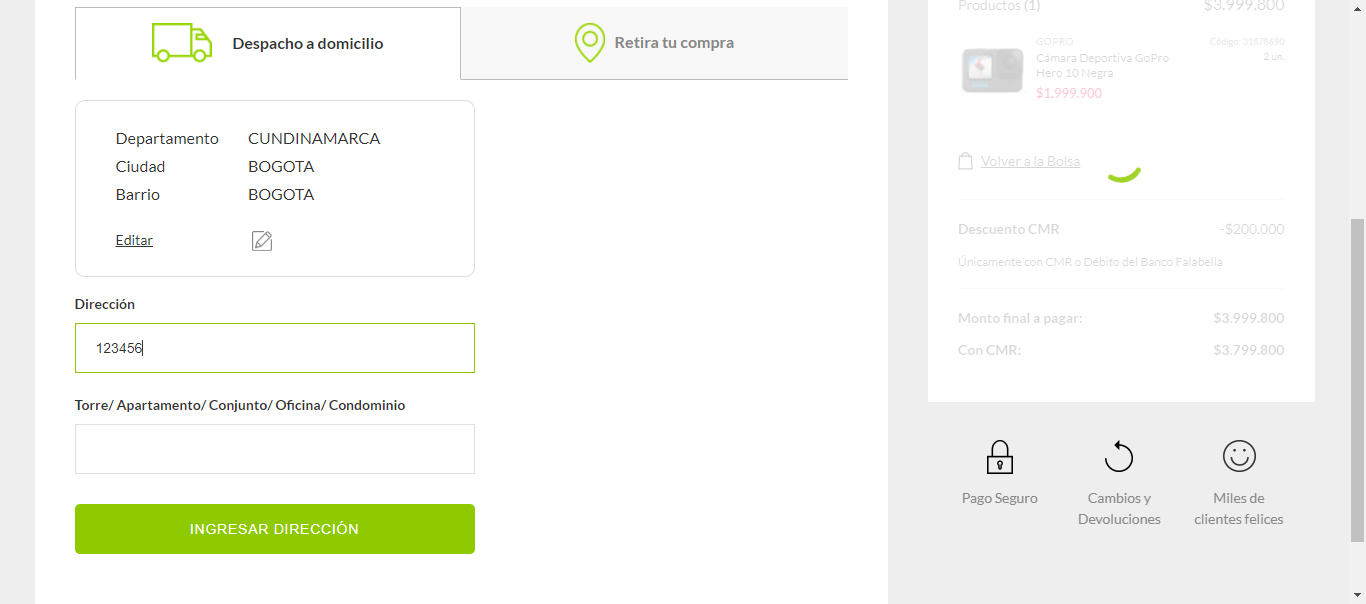 Despacho a domicilio
Retira tu compra
Departamento CUNDINAMARCA
Ciudad BOGOTA
Barrio BOGOTA
Editar
Dirección
123456
Torre/ Apartamento/ Conjunto/ Oficina/ Condominio
INGRESAR DIRECCIÓN
Productos (1) $3.999.800
GOPRO Código: 31878690
Cámara Deportiva GoPro 2 un.
Hero 10 Negra
$1.999.900
Volver a la Bolsa
Descuento CMR -$200.000
Únicamente con CMR o Débito del Banco Falabella
Monto final a pagar: $3.999.800
Con CMR: $3.799.800
Pago Seguro
Cambios y
Devoluciones
Miles de
clientes felices